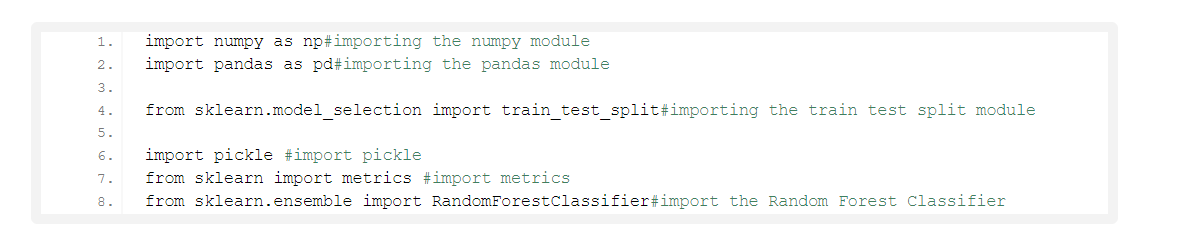 1. import numpy as np#importing the numpy module
2. import pandas as pd#importing the pandas module
3.
4. from sklearn.model_selection import train_test_split#importing the train test split module
5.
6. import pickle #import pickle
7. from sklearn import metrics #import metrics
8. from sklearn.ensemble import RandomForestClassifier#import the Random Forest Classifier